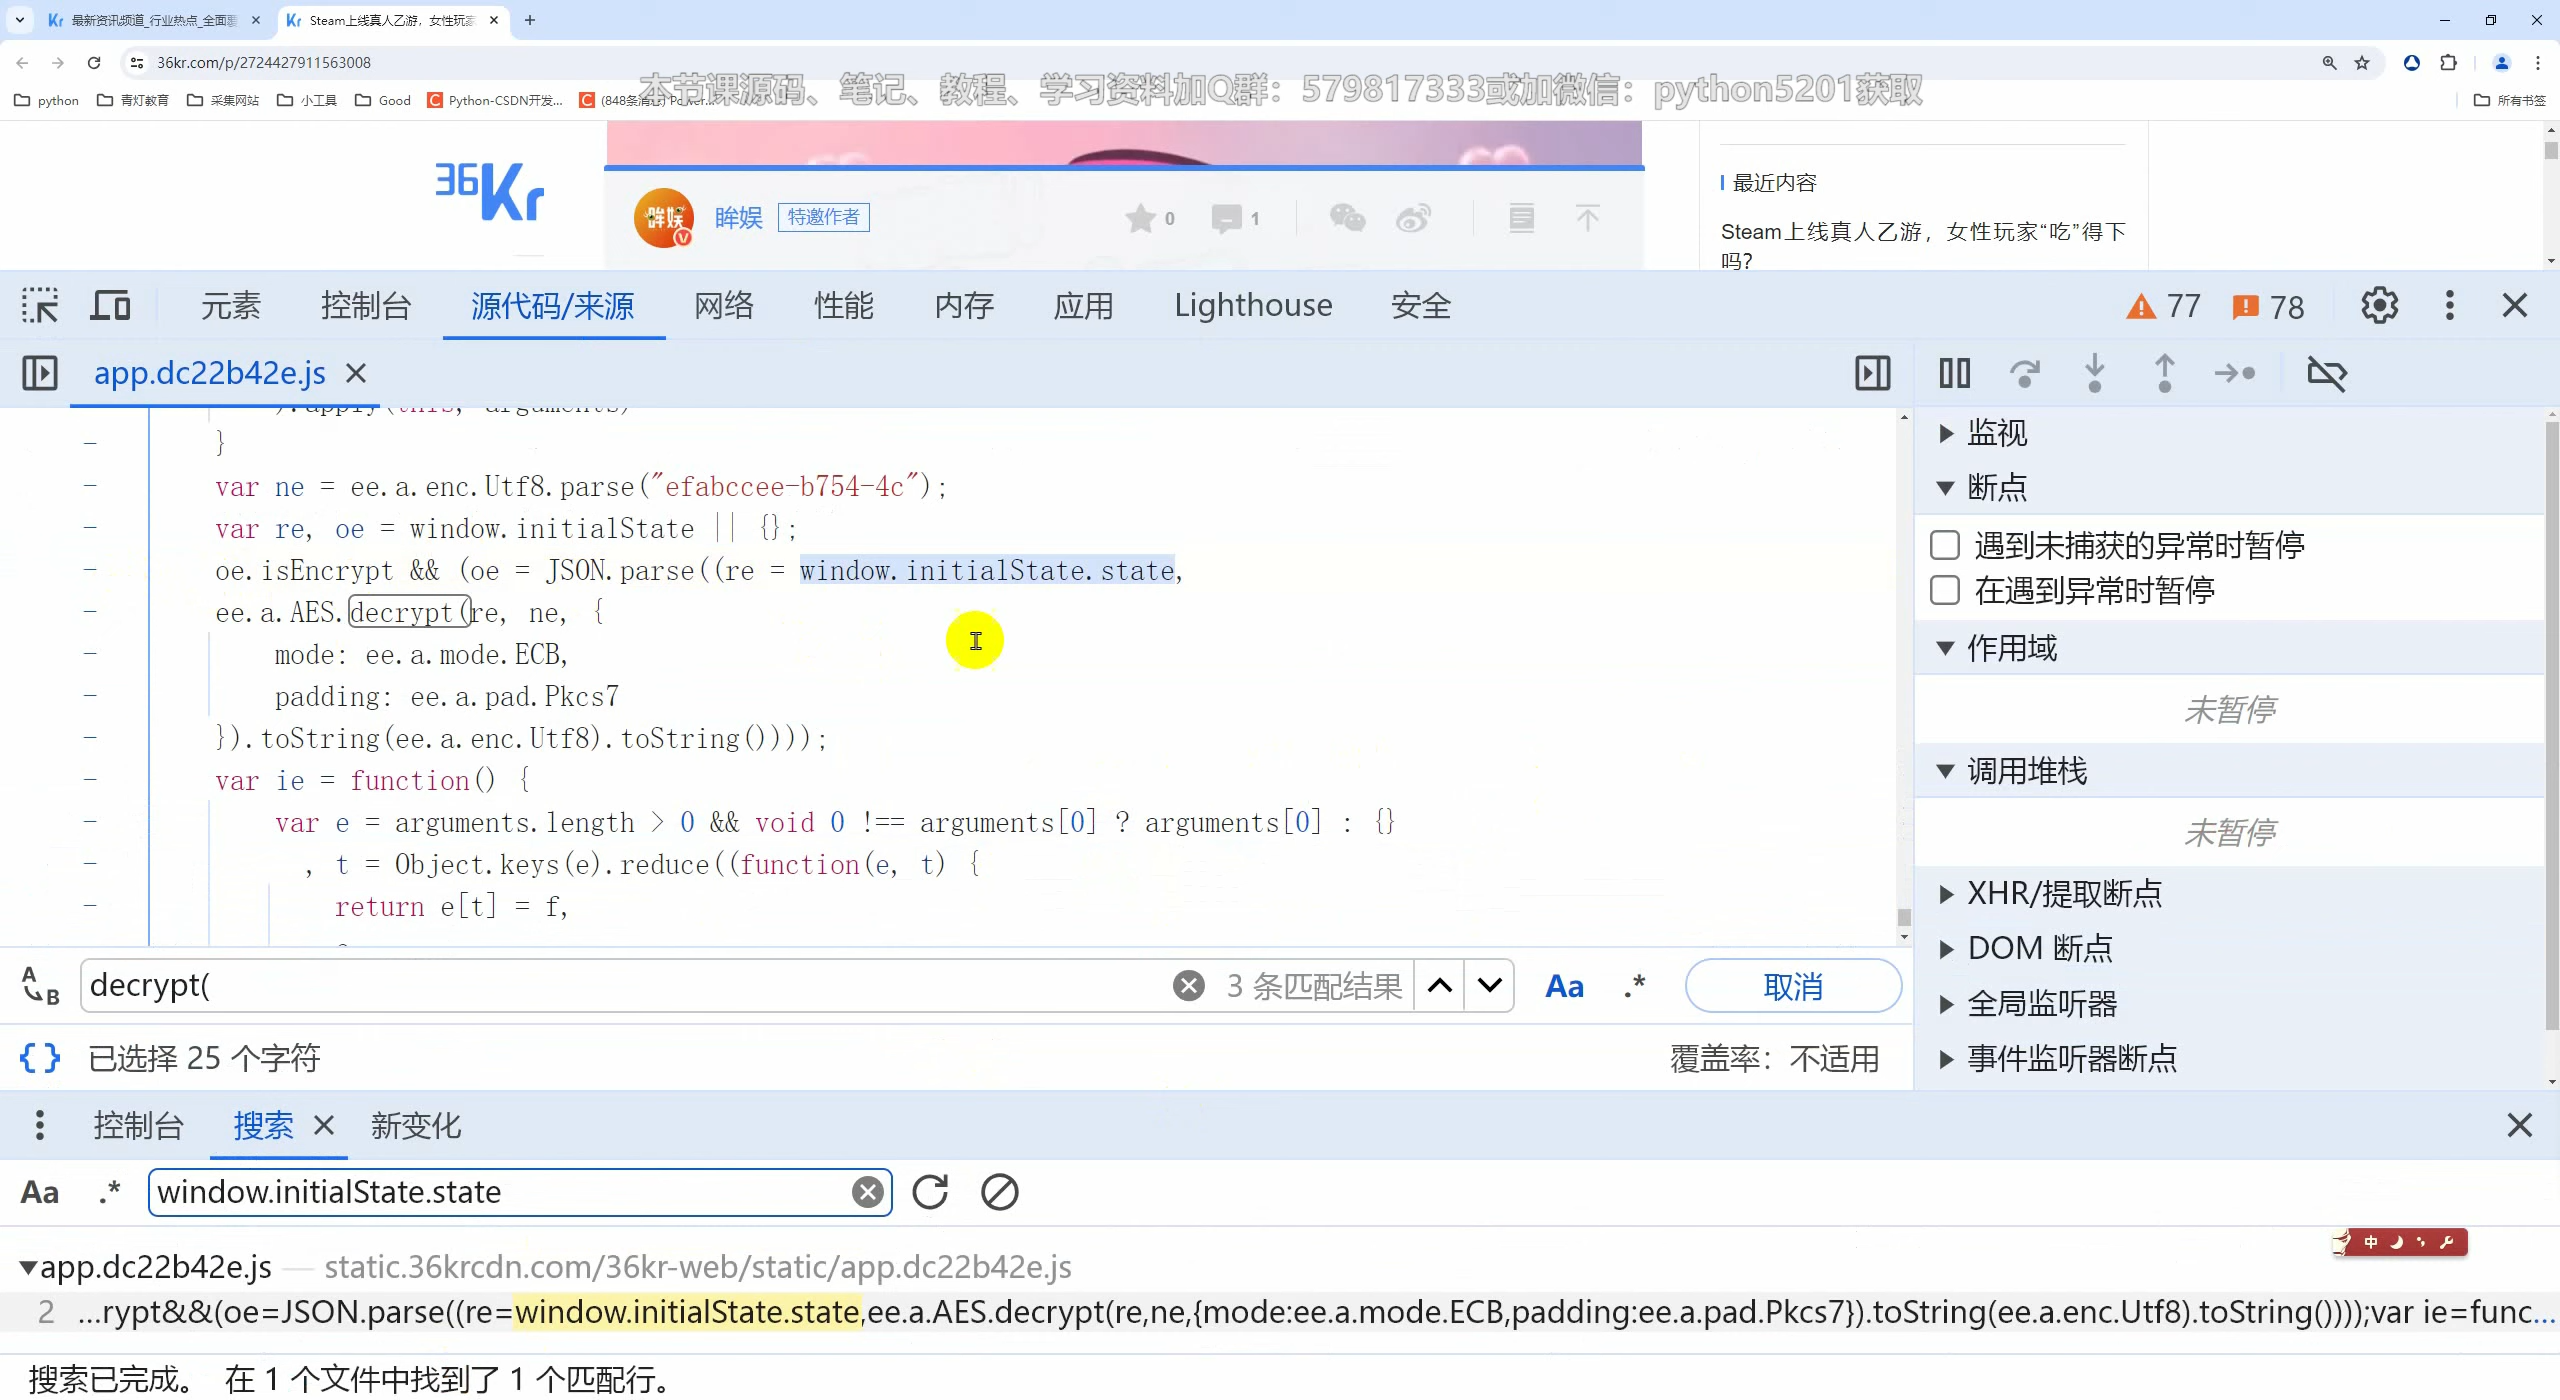 最新资讯频道_行业热点_全面
Steam上线真人乙游，女性玩家
36kr.com/p/2724427911563008
本节课源码、笔记、教程、学习资料加Q群：579817333或加微信：python5201获取
python
青灯教育
采集网站
小工具
Good
Python-CSDN开发...
所有书签
36Kr
眸娱
眸娱
特邀作者
0
1
最近内容
Steam上线真人乙游，女性玩家“吃”得下
吗?
元素
控制台
源代码/来源
网络
性能
内存
应用
Lighthouse
安全
77
78
app.dc22b42e.js
).apply(this, arguments)
}
var ne = ee.a.enc.Utf8.parse("efabccee-b754-4c");
var re, oe = window.initialState || {};
oe.isEncrypt && (oe = JSON.parse((re = window.initialState.state,
ee.a.AES.decrypt(re, ne, {
mode: ee.a.mode.ECB,
padding: ee.a.pad.Pkcs7
}).toString(ee.a.enc.Utf8).toString())));
var ie = function() {
var e = arguments.length > 0 && void 0 !== arguments[0] ? arguments[0] : {}
, t = Object.keys(e).reduce((function(e, t) {
return e[t] = f,
监视
断点
遇到未捕获的异常时暂停
在遇到异常时暂停
作用域
未暂停
调用堆栈
未暂停
XHR/提取断点
DOM 断点
全局监听器
事件监听器断点
decrypt(
3 条匹配结果
Aa
.*
取消
{} 已选择 25 个字符
覆盖率：不适用
控制台
搜索
新变化
Aa
.*
window.initialState.state
中
app.dc22b42e.js — static.36krcdn.com/36kr-web/static/app.dc22b42e.js
2 ...rypt&&(oe=JSON.parse((re=window.initialState.state,ee.a.AES.decrypt(re,ne,{mode:ee.a.mode.ECB,padding:ee.a.pad.Pkcs7}).toString(ee.a.enc.Utf8).toString())));var ie=func...
搜索已完成。 在 1 个文件中找到了 1 个匹配行。